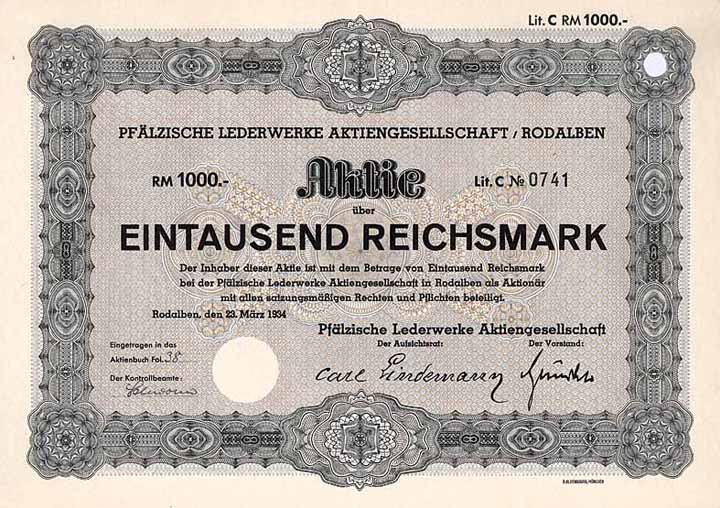 Lit. C RM 1000.-
PFÄLZISCHE LEDERWERKE AKTIENGESELLSCHAFT / RODALBEN
RM 1000.- Aktie Lit. C № 0741
über
EINTAUSEND REICHSMARK
Der Inhaber dieser Aktie ist mit dem Betrage von Eintausend Reichsmark
bei der Pfälzische Lederwerke Aktiengesellschaft in Rodalben als Aktionär
mit allen satzungsmäßigen Rechten und Pflichten beteiligt.
Rodalben, den 23. März 1934
Pfälzische Lederwerke Aktiengesellschaft
Der Aufsichtsrat: Der Vorstand:
Eingetragen in das
Aktienbuch Fol. 38
Carl Lindemann
Der Kontrollbeamte: